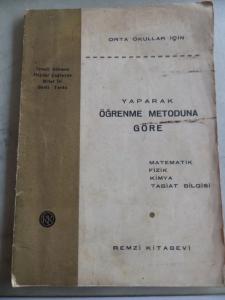 ORTA OKULLAR İÇİN
YAPARAK
ÖĞRENME METODUNA
GÖRE
MATEMATİK
FİZİK
KİMYA
TABİAT BİLGİSİ
REMZİ KİTABEVİ